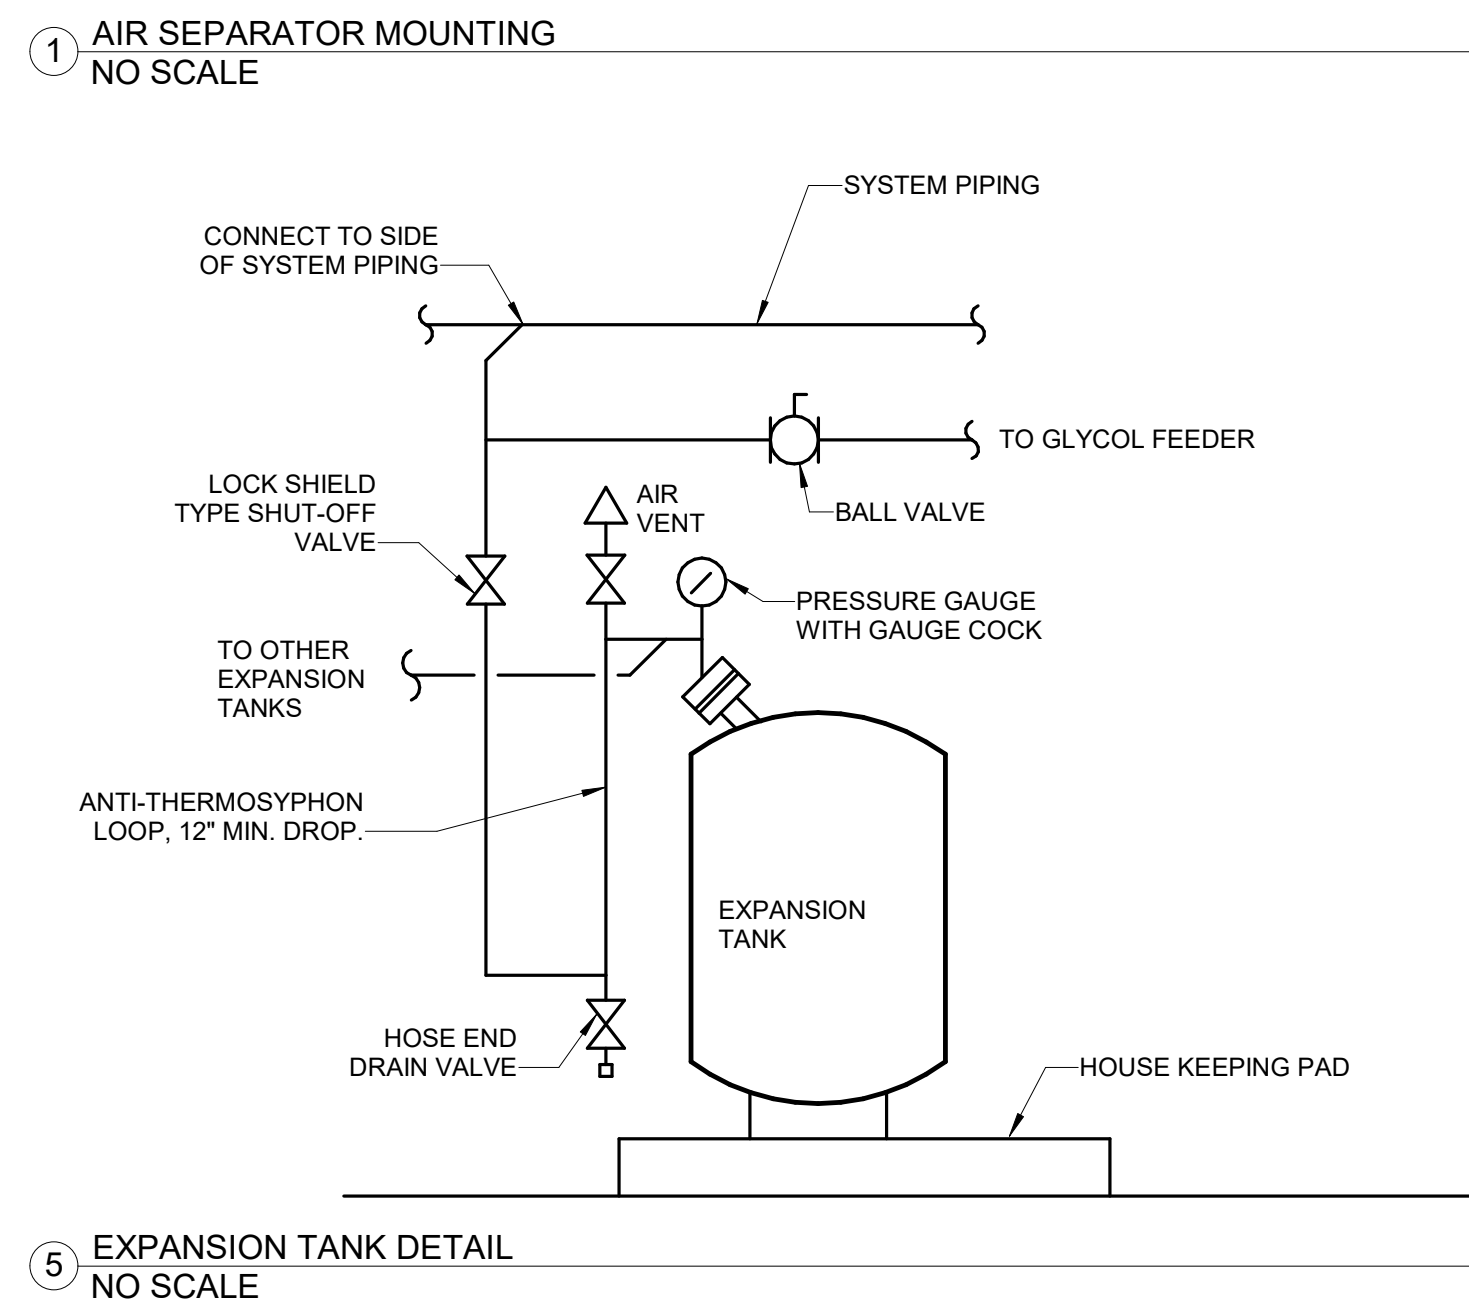 1
AIR SEPARATOR MOUNTING
NO SCALE
SYSTEM PIPING
CONNECT TO SIDE
OF SYSTEM PIPING
TO GLYCOL FEEDER
LOCK SHIELD
TYPE SHUT-OFF
VALVE
AIR
VENT
BALL VALVE
PRESSURE GAUGE
WITH GAUGE COCK
TO OTHER
EXPANSION
TANKS
ANTI-THERMOSYPHON
LOOP, 12" MIN. DROP.
EXPANSION
TANK
HOSE END
DRAIN VALVE
HOUSE KEEPING PAD
5
EXPANSION TANK DETAIL
NO SCALE